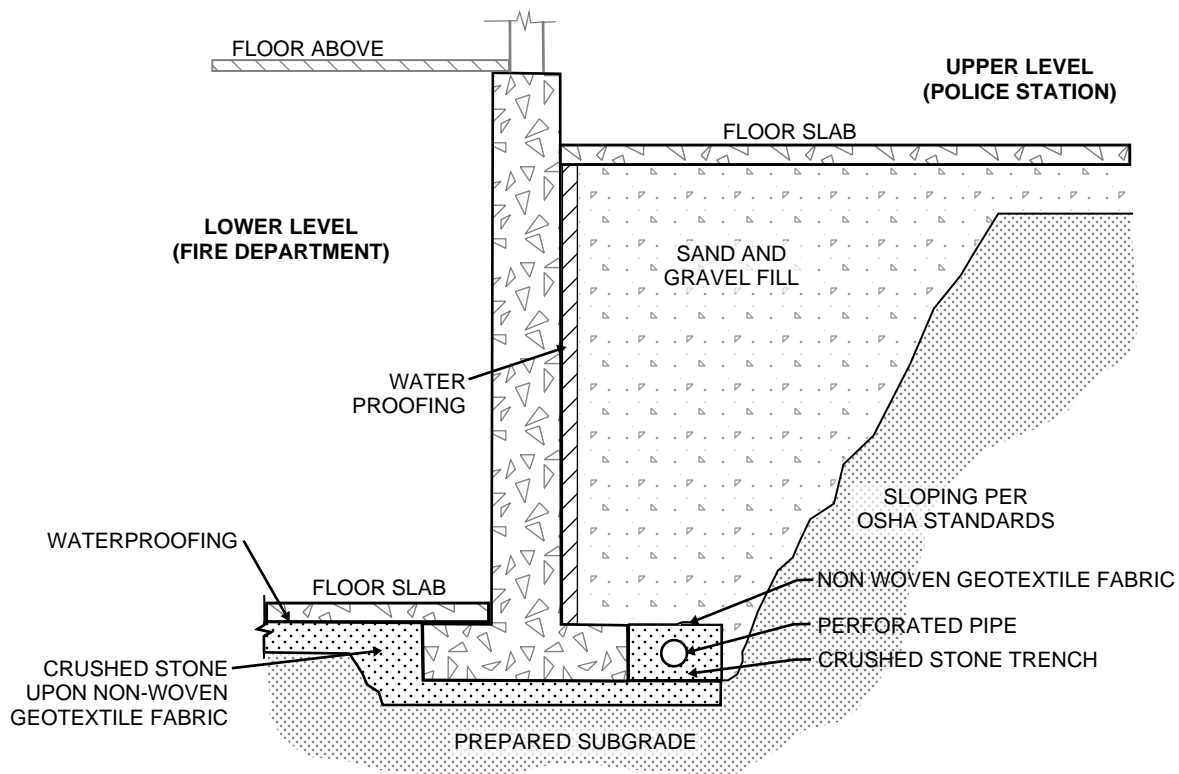 FLOOR ABOVE
UPPER LEVEL
(POLICE STATION)
FLOOR SLAB
LOWER LEVEL
(FIRE DEPARTMENT)
SAND AND
GRAVEL FILL
WATER
PROOFING
SLOPING PER
OSHA STANDARDS
WATERPROOFING
FLOOR SLAB
NON WOVEN GEOTEXTILE FABRIC
PERFORATED PIPE
CRUSHED STONE TRENCH
CRUSHED STONE
UPON NON-WOVEN
GEOTEXTILE FABRIC
PREPARED SUBGRADE